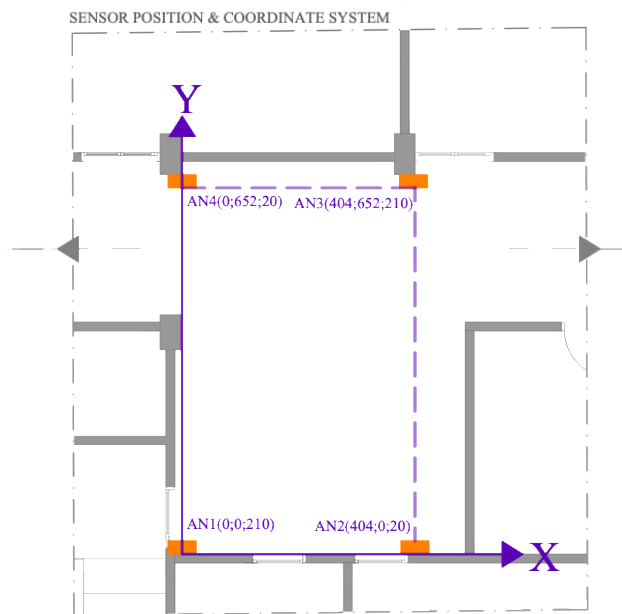 SENSOR POSITION & COORDINATE SYSTEM
Y
AN4(0;652;20) AN3(404;652;210)
AN1(0;0;210) AN2(404;0;20)
X